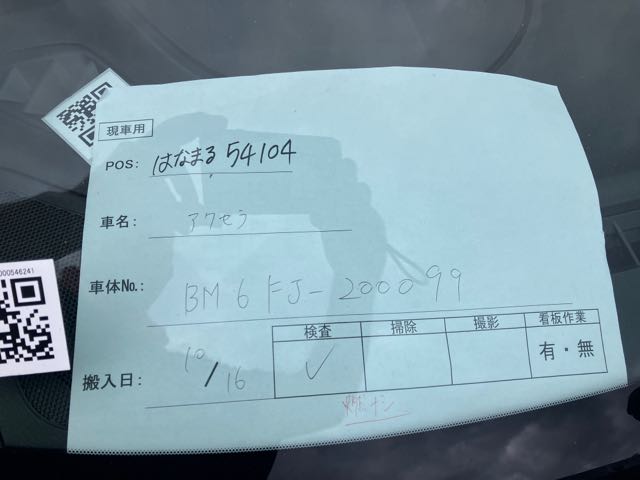 現車用
POS: はなまる 54104
車名: アクセラ
車体No.: BM6FJ-200099
検査 掃除 撮影 看板作業
搬入日: 10/16 ✓ 有・無
000546241